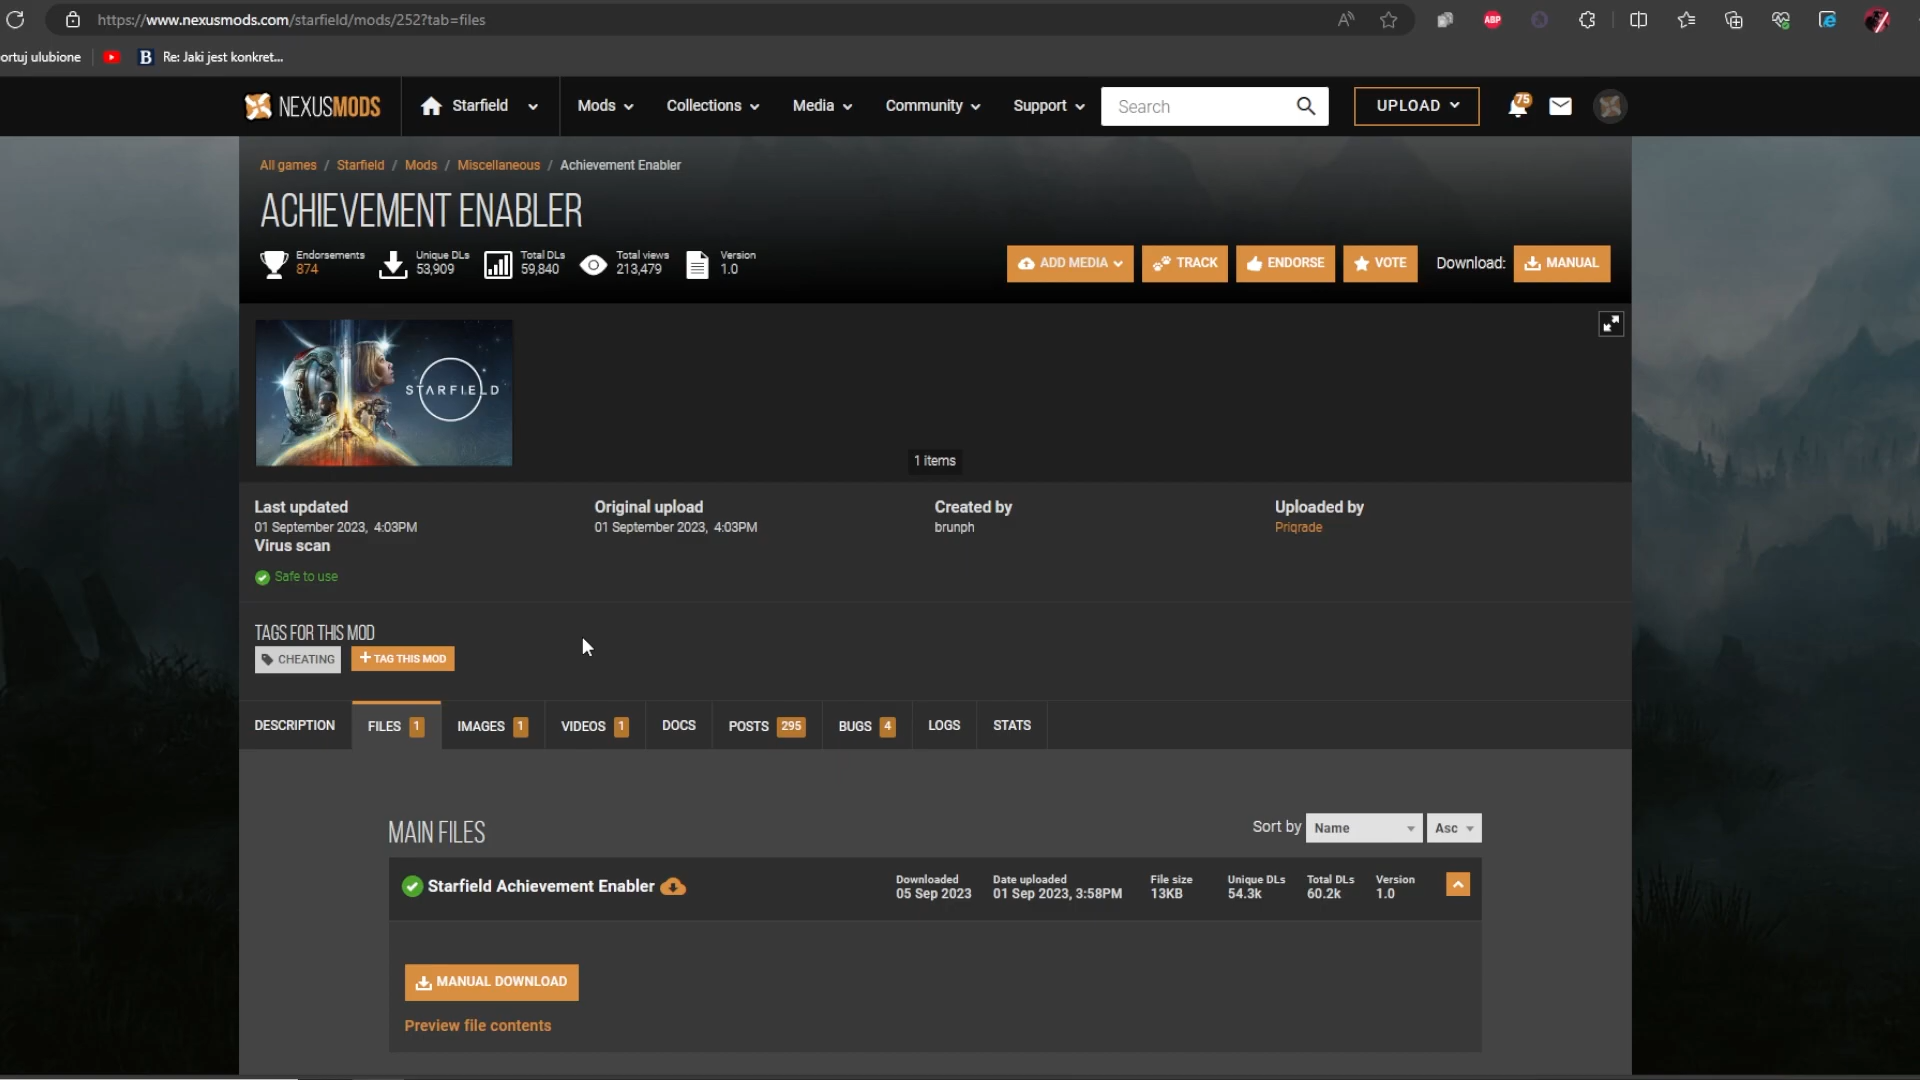 https://www.nexusmods.com/starfield/mods/252?tab=files
ABP
ortuj ulubione
B Re: Jaki jest konkret...
NEXUSMODS Starfield Mods Collections Media Community Support Search UPLOAD 75
All games / Starfield / Mods / Miscellaneous / Achievement Enabler
ACHIEVEMENT ENABLER
Endorsements Unique DLs Total DLs Total views Version
874 53,909 59,840 213,479 1.0
ADD MEDIA TRACK ENDORSE VOTE Download: MANUAL
STARFIELD
1 items
Last updated Original upload Created by Uploaded by
01 September 2023, 4:03PM 01 September 2023, 4:03PM brunph Priqrade
Virus scan
Safe to use
TAGS FOR THIS MOD
CHEATING + TAG THIS MOD
DESCRIPTION FILES 1 IMAGES 1 VIDEOS 1 DOCS POSTS 295 BUGS 4 LOGS STATS
MAIN FILES Sort by Name Asc
Starfield Achievement Enabler
Downloaded Date uploaded File size Unique DLs Total DLs Version
05 Sep 2023 01 Sep 2023, 3:58PM 13KB 54.3k 60.2k 1.0
MANUAL DOWNLOAD
Preview file contents